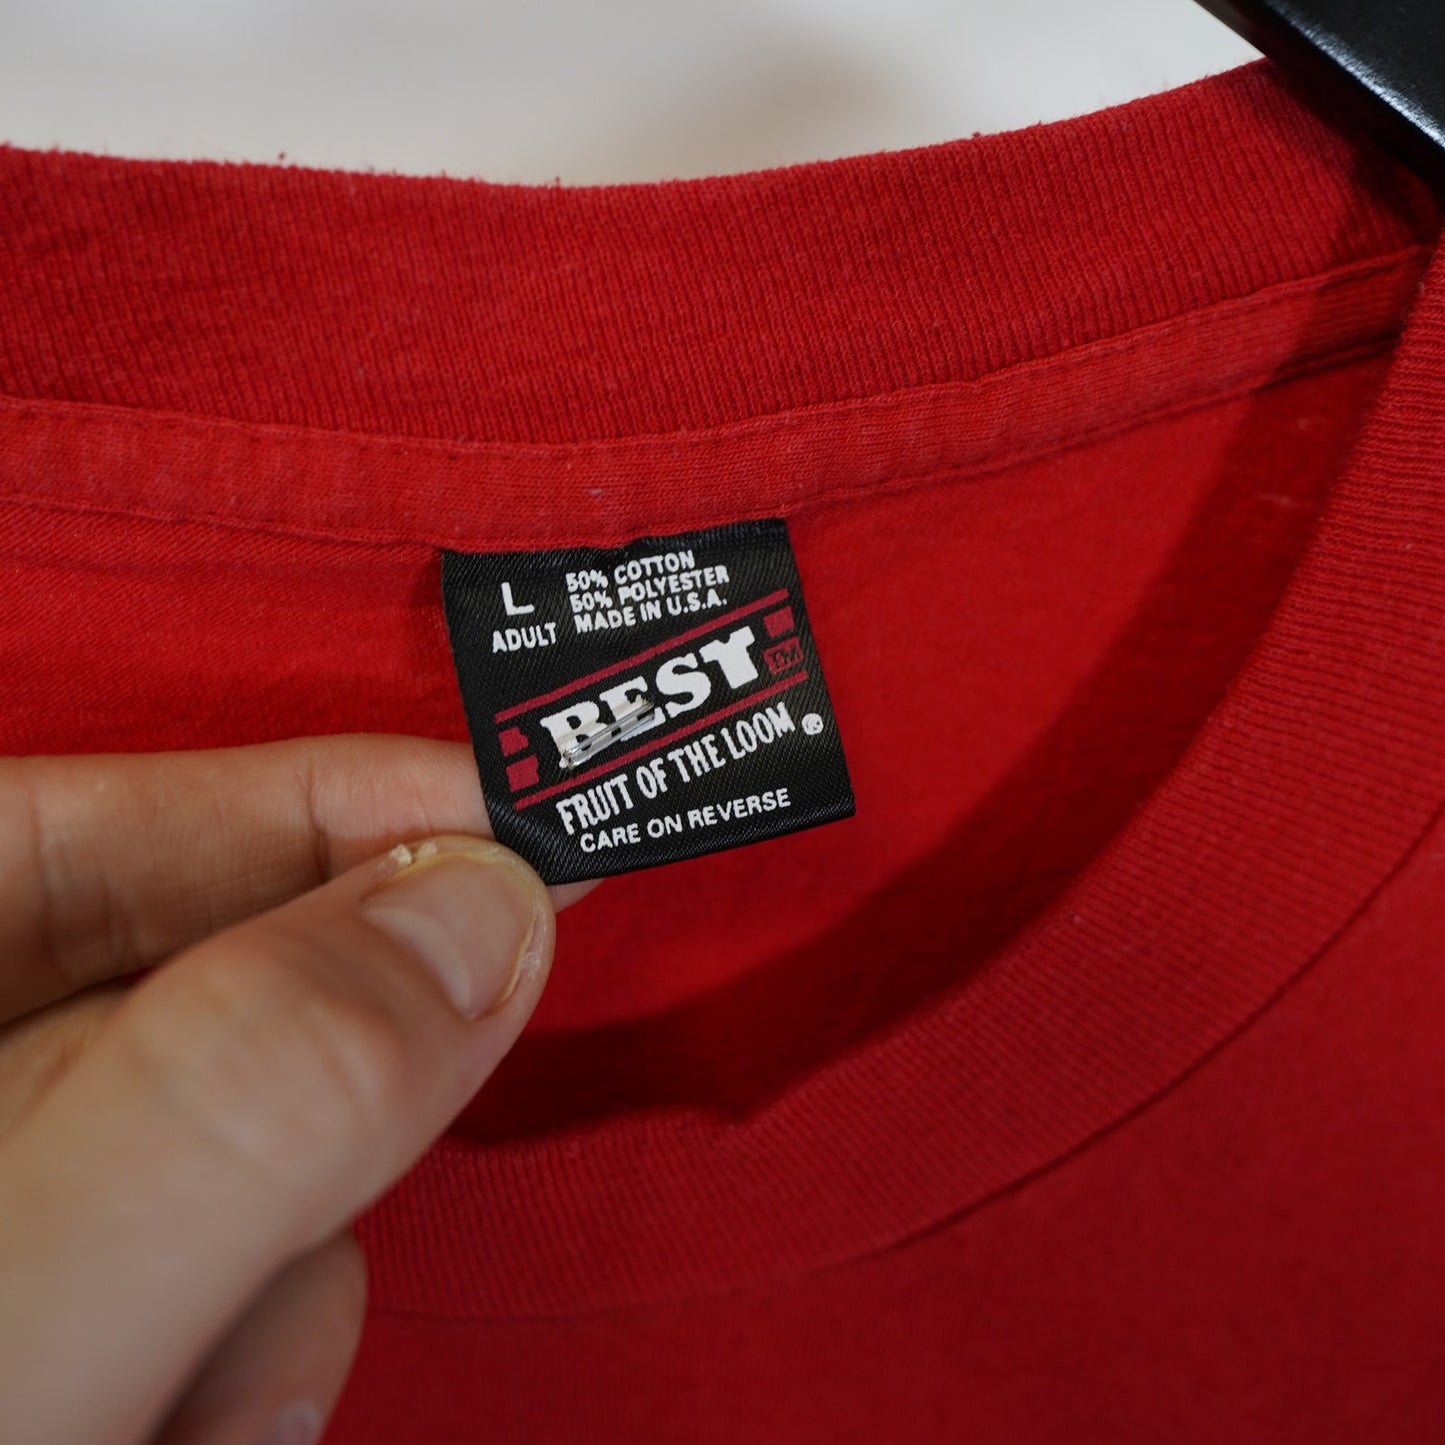 L
ADULT
50% COTTON
50% POLYESTER
MADE IN U.S.A.
BEST TM
FRUIT OF THE LOOM ®
CARE ON REVERSE